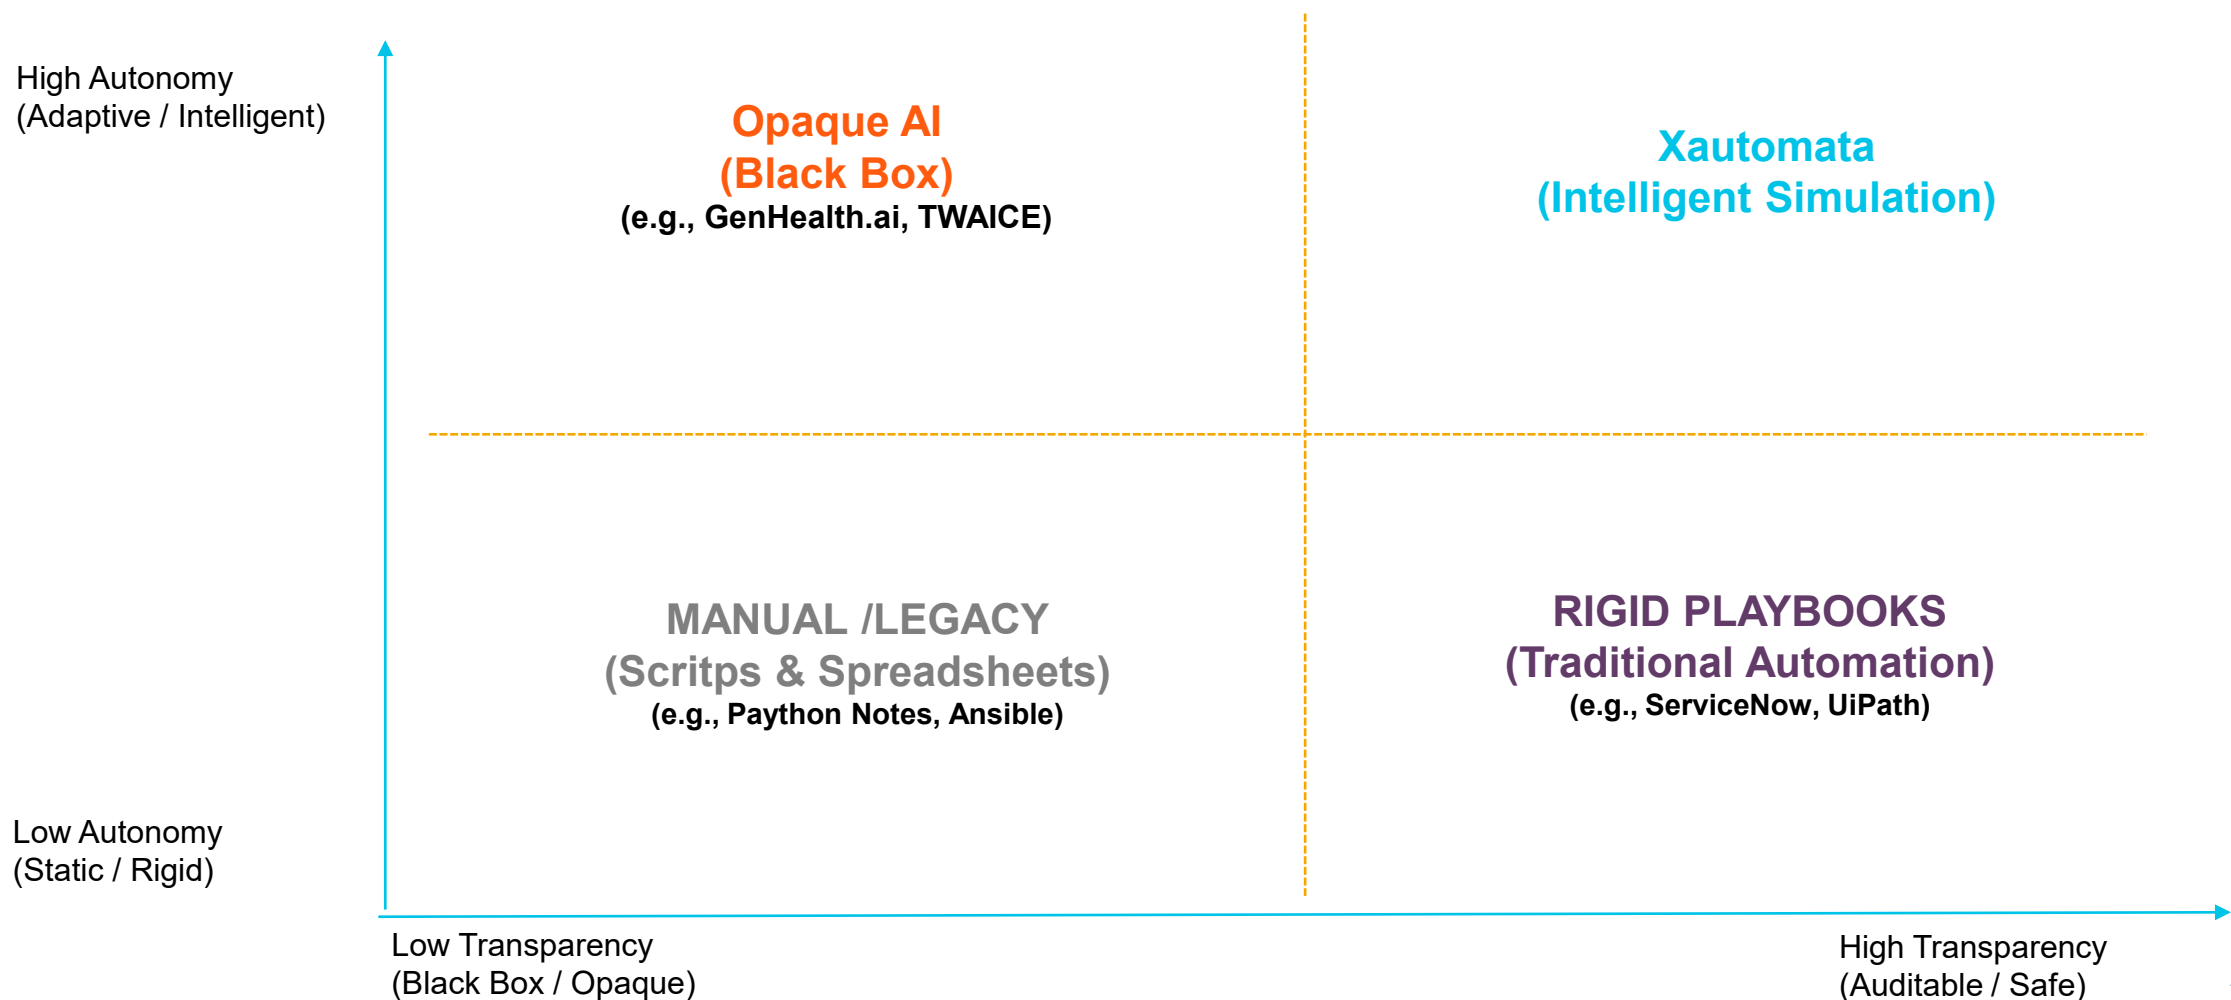 High Autonomy
(Adaptive / Intelligent)
Opaque AI
(Black Box)
(e.g., GenHealth.ai, TWAICE)
Xautomata
(Intelligent Simulation)
MANUAL /LEGACY
(Scritps & Spreadsheets)
(e.g., Paython Notes, Ansible)
RIGID PLAYBOOKS
(Traditional Automation)
(e.g., ServiceNow, UiPath)
Low Autonomy
(Static / Rigid)
Low Transparency
(Black Box / Opaque)
High Transparency
(Auditable / Safe)